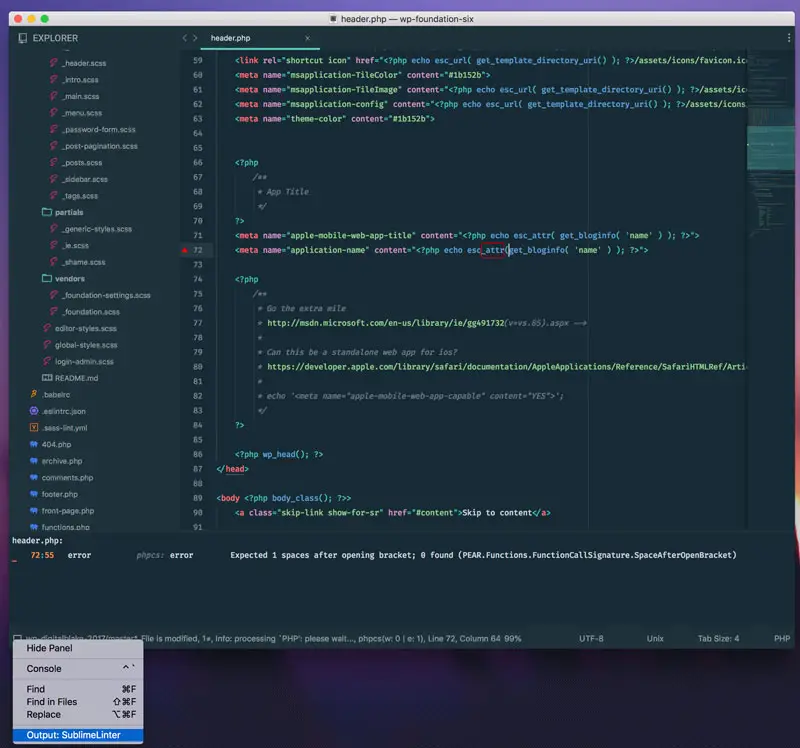 header.php — wp-foundation-six
EXPLORER
header.php ×
_header.scss
_intro.scss
_main.scss
_menu.scss
_password-form.scss
_post-pagination.scss
_posts.scss
_sidebar.scss
_tags.scss
partials
_generic-styles.scss
_ie.scss
_shame.scss
vendors
_foundation-settings.scss
_foundation.scss
editor-styles.scss
global-styles.scss
login-admin.scss
README.md
.babelrc
.eslintrc.json
.sass-lint.yml
404.php
archive.php
comments.php
footer.php
front-page.php
functions.php
59 <link rel="shortcut icon" href="<?php echo esc_url( get_template_directory_uri() ); ?>/assets/icons/favicon.ic
60 <meta name="msapplication-TileColor" content="#1b152b">
61 <meta name="msapplication-TileImage" content="<?php echo esc_url( get_template_directory_uri() ); ?>/assets/ic
62 <meta name="msapplication-config" content="<?php echo esc_url( get_template_directory_uri() ); ?>/assets/icons
63 <meta name="theme-color" content="#1b152b">
64
65
66 <?php
67 /**
68 * App Title
69 */
70 ?>
71 <meta name="apple-mobile-web-app-title" content="<?php echo esc_attr( get_bloginfo( 'name' ) ); ?>">
72 <meta name="application-name" content="<?php echo esc_attr(get_bloginfo( 'name' ) ); ?>">
73
74 <?php
75 /**
76 * Go the extra mile
77 * http://msdn.microsoft.com/en-us/library/ie/gg491732(v=vs.85).aspx -->
78 *
79 * Can this be a standalone web app for ios?
80 * https://developer.apple.com/library/safari/documentation/AppleApplications/Reference/SafariHTMLRef/Arti
81 *
82 * echo '<meta name="apple-mobile-web-app-capable" content="YES">';
83 */
84 ?>
85
86 <?php wp_head(); ?>
87 </head>
88
89 <body <?php body_class(); ?>>
90 <a class="skip-link show-for-sr" href="#content">Skip to content</a>
91
header.php:
72:55 error phpcs: error Expected 1 spaces after opening bracket; 0 found (PEAR.Functions.FunctionCallSignature.SpaceAfterOpenBracket)
wp-digitalblake-2017/master*, File is modified, 1≠, Info: processing `PHP`: please wait…, phpcs(w: 0 | e: 1), Line 72, Column 64 99% UTF-8 Unix Tab Size: 4 PHP
Hide Panel
Console ⌃`
Find ⌘F
Find in Files ⇧⌘F
Replace ⌥⌘F
Output: SublimeLinter